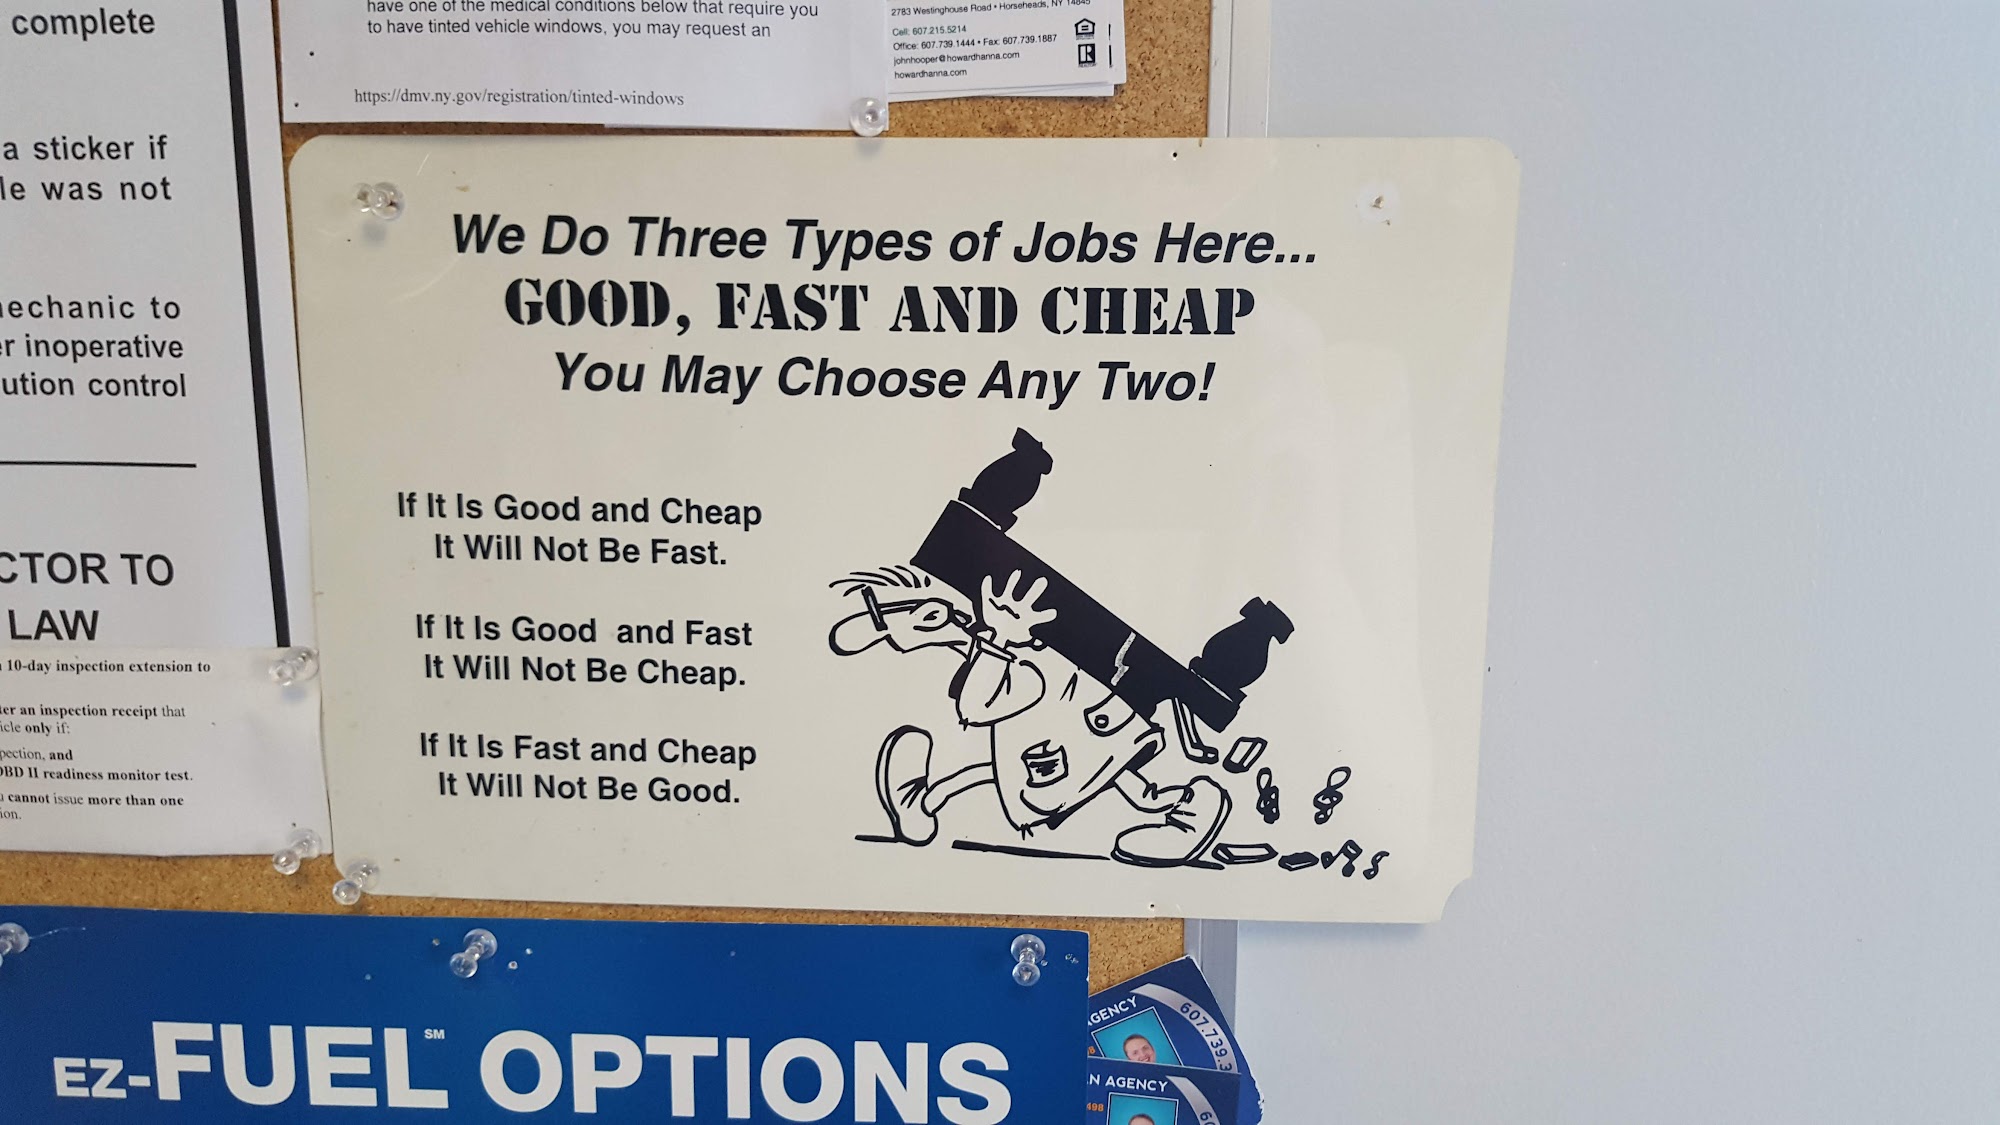 complete
a sticker if
le was not
echanic to
r inoperative
ution control
CTOR TO
LAW
10-day inspection extension to
er an inspection receipt that
icle only if:
pection, and
OBD II readiness monitor test.
cannot issue more than one
ion.
have one of the medical conditions below that require you
to have tinted vehicle windows, you may request an
https://dmv.ny.gov/registration/tinted-windows
2783 Westinghouse Road • Horseheads, NY 14845
Cell: 607.215.5214
Office: 607.739.1444 • Fax: 607.739.1887
johnhooper@howardhanna.com
howardhanna.com
We Do Three Types of Jobs Here...
GOOD, FAST AND CHEAP
You May Choose Any Two!
If It Is Good and Cheap
It Will Not Be Fast.
If It Is Good and Fast
It Will Not Be Cheap.
If It Is Fast and Cheap
It Will Not Be Good.
EZ-FUEL℠ OPTIONS
GENCY
607.739.3
N AGENCY
498